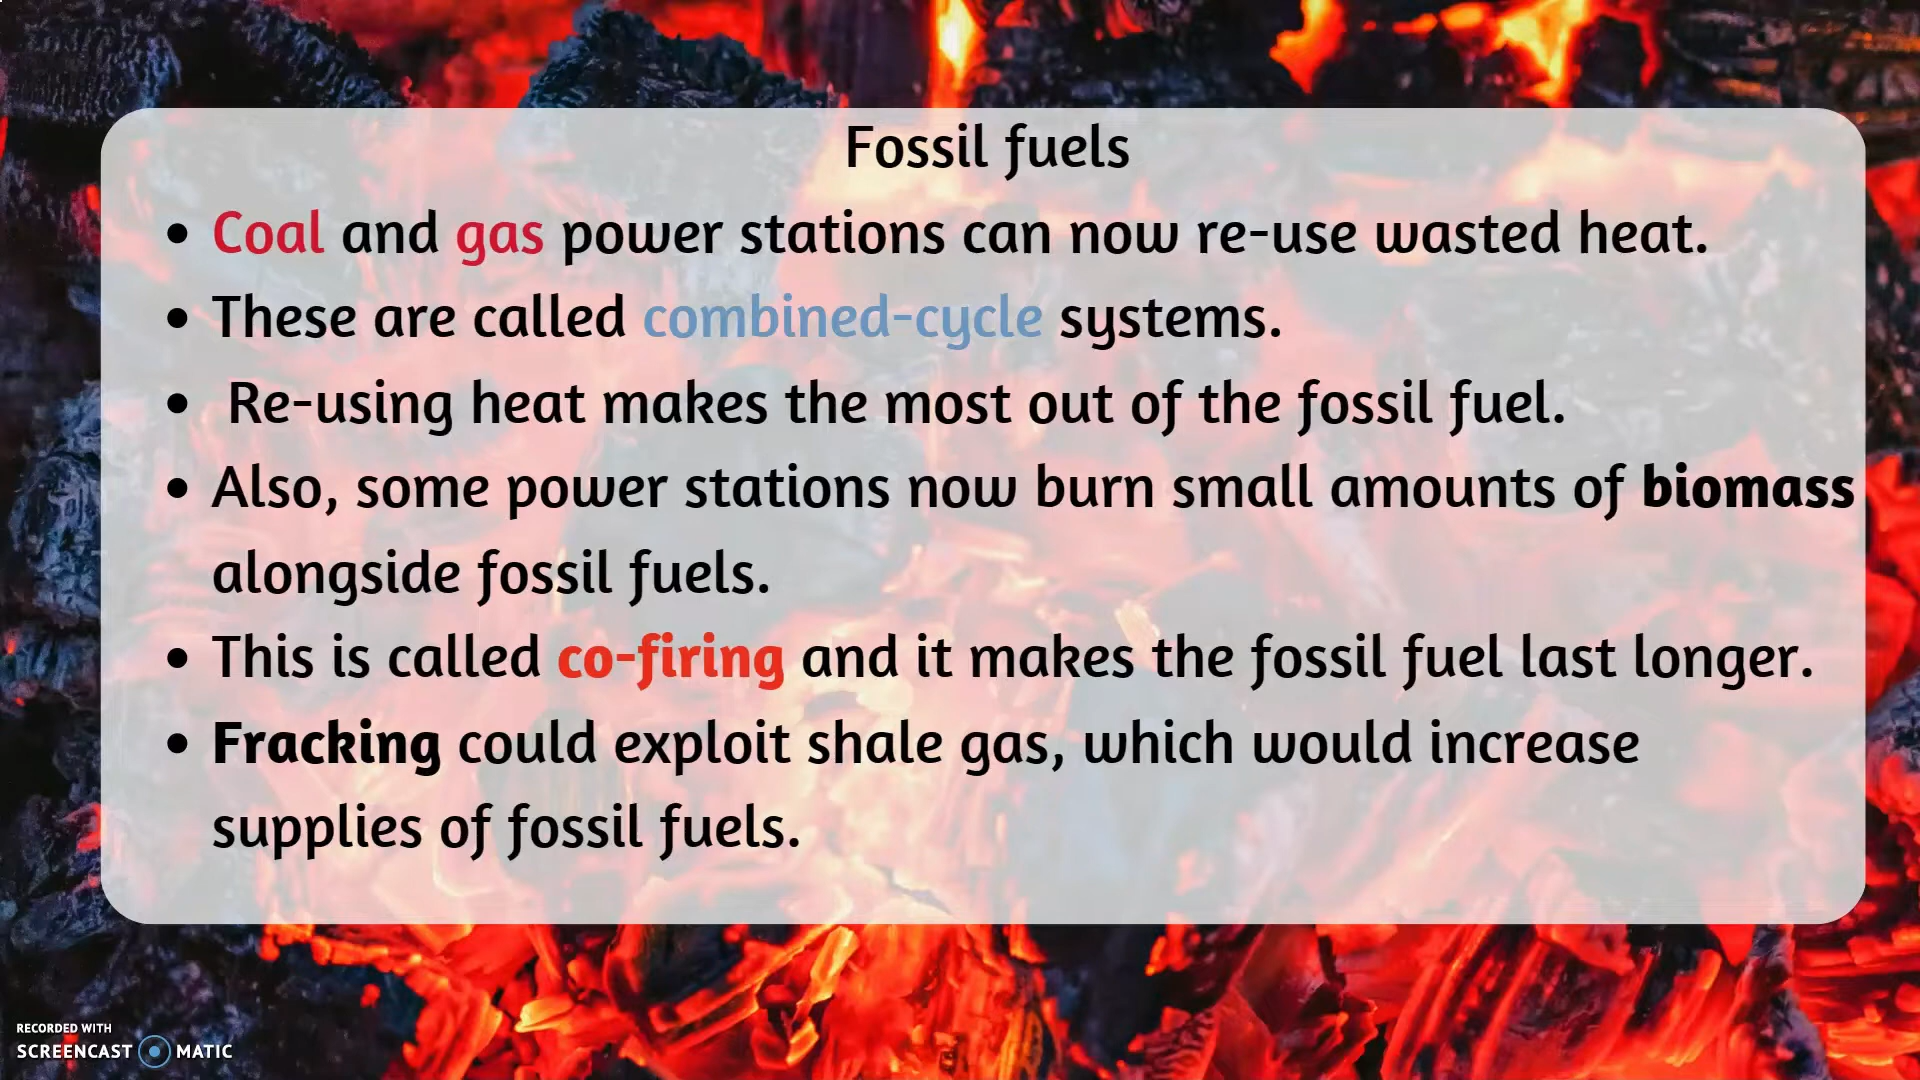 Fossil fuels
• Coal and gas power stations can now re-use wasted heat.
• These are called combined-cycle systems.
• Re-using heat makes the most out of the fossil fuel.
• Also, some power stations now burn small amounts of biomass
alongside fossil fuels.
• This is called co-firing and it makes the fossil fuel last longer.
• Fracking could exploit shale gas, which would increase
supplies of fossil fuels.
RECORDED WITH
SCREENCAST MATIC